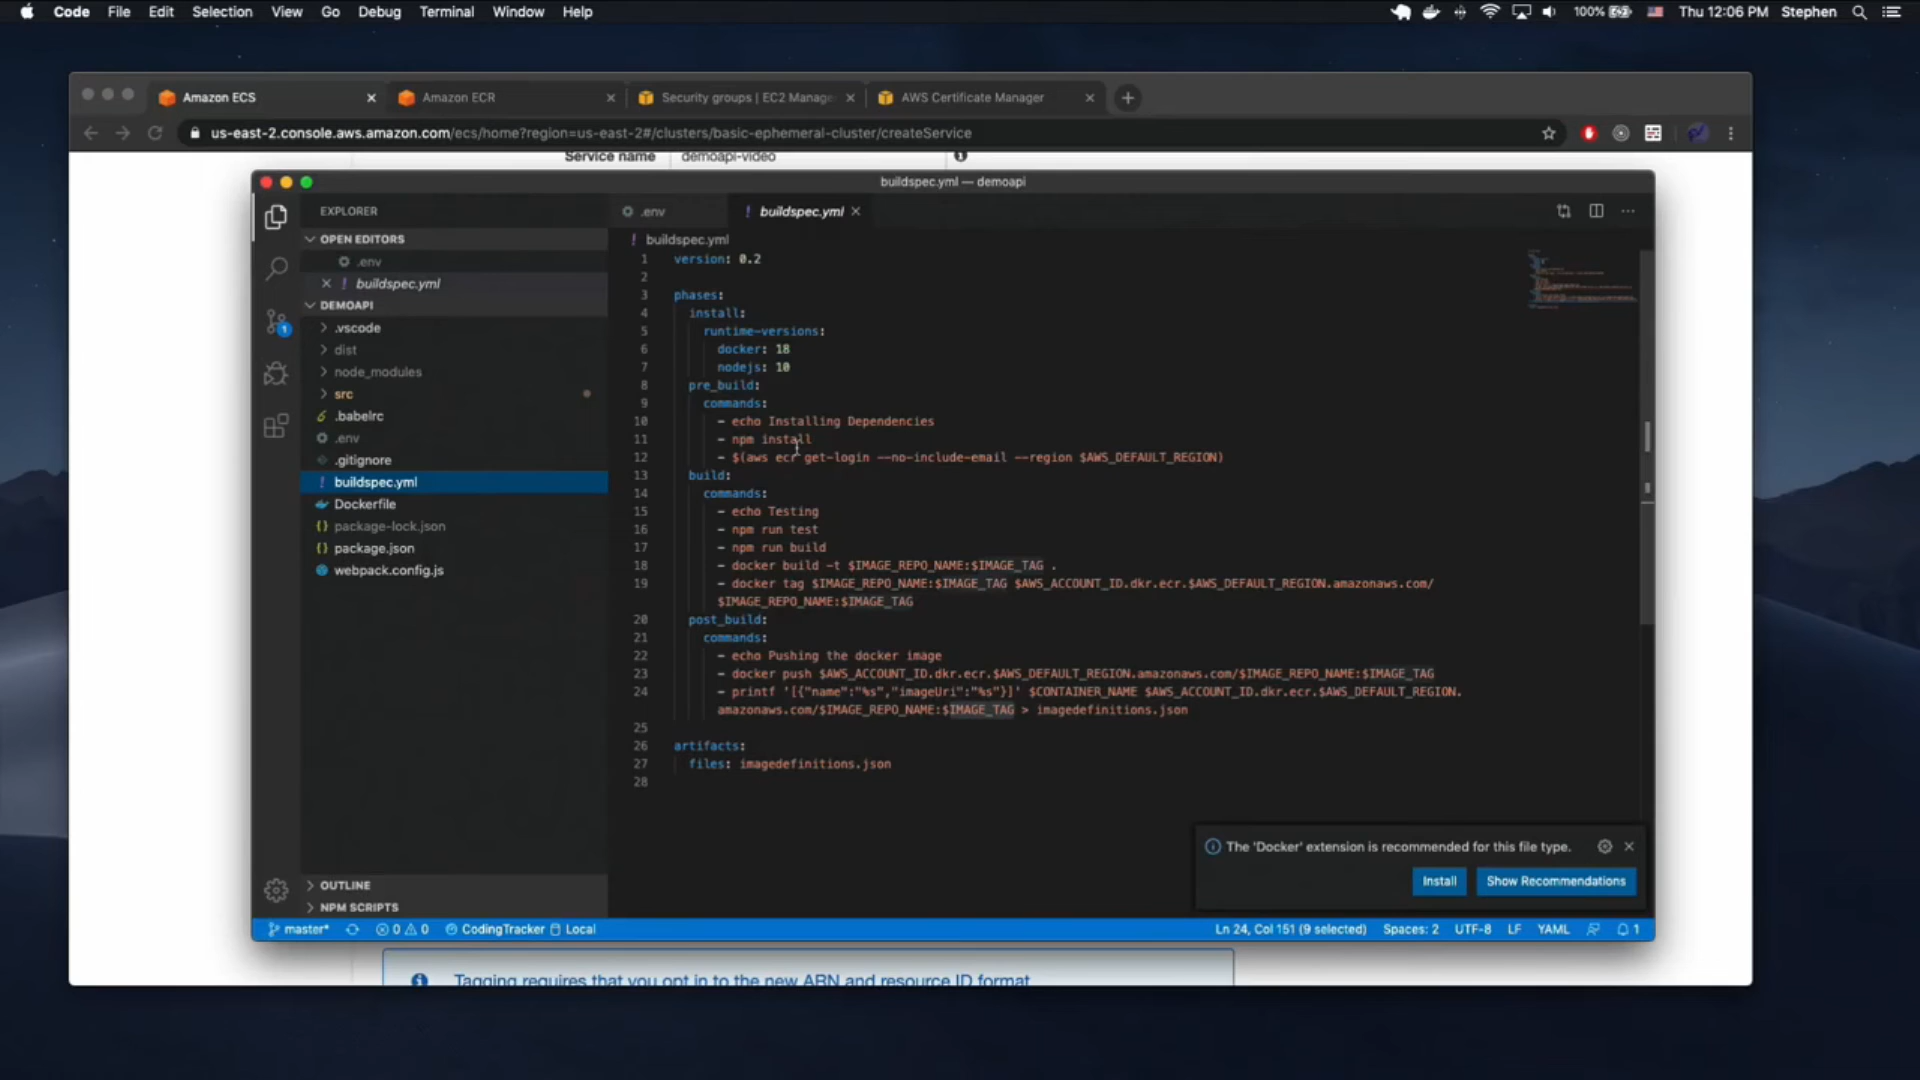 Code File Edit Selection View Go Debug Terminal Window Help
100% Thu 12:06 PM Stephen
Amazon ECS
Amazon ECR
Security groups | EC2 Manage
AWS Certificate Manager
us-east-2.console.aws.amazon.com/ecs/home?region=us-east-2#/clusters/basic-ephemeral-cluster/createService
Service name demoapi-video
buildspec.yml — demoapi
EXPLORER
OPEN EDITORS
.env
! buildspec.yml
DEMOAPI
.vscode
dist
node_modules
src
.babelrc
.env
.gitignore
! buildspec.yml
Dockerfile
{} package-lock.json
{} package.json
webpack.config.js
OUTLINE
NPM SCRIPTS
.env
! buildspec.yml
! buildspec.yml
1 version: 0.2
2
3 phases:
4 install:
5 runtime-versions:
6 docker: 18
7 nodejs: 10
8 pre_build:
9 commands:
10 - echo Installing Dependencies
11 - npm install
12 - $(aws ecr get-login --no-include-email --region $AWS_DEFAULT_REGION)
13 build:
14 commands:
15 - echo Testing
16 - npm run test
17 - npm run build
18 - docker build -t $IMAGE_REPO_NAME:$IMAGE_TAG .
19 - docker tag $IMAGE_REPO_NAME:$IMAGE_TAG $AWS_ACCOUNT_ID.dkr.ecr.$AWS_DEFAULT_REGION.amazonaws.com/
$IMAGE_REPO_NAME:$IMAGE_TAG
20 post_build:
21 commands:
22 - echo Pushing the docker image
23 - docker push $AWS_ACCOUNT_ID.dkr.ecr.$AWS_DEFAULT_REGION.amazonaws.com/$IMAGE_REPO_NAME:$IMAGE_TAG
24 - printf '[{"name":"%s","imageUri":"%s"}]' $CONTAINER_NAME $AWS_ACCOUNT_ID.dkr.ecr.$AWS_DEFAULT_REGION.
amazonaws.com/$IMAGE_REPO_NAME:$IMAGE_TAG > imagedefinitions.json
25
26 artifacts:
27 files: imagedefinitions.json
28
The 'Docker' extension is recommended for this file type.
Install
Show Recommendations
master* 0 0 CodingTracker Local
Ln 24, Col 151 (9 selected) Spaces: 2 UTF-8 LF YAML 1
Tagging requires that you opt in to the new ARN and resource ID format